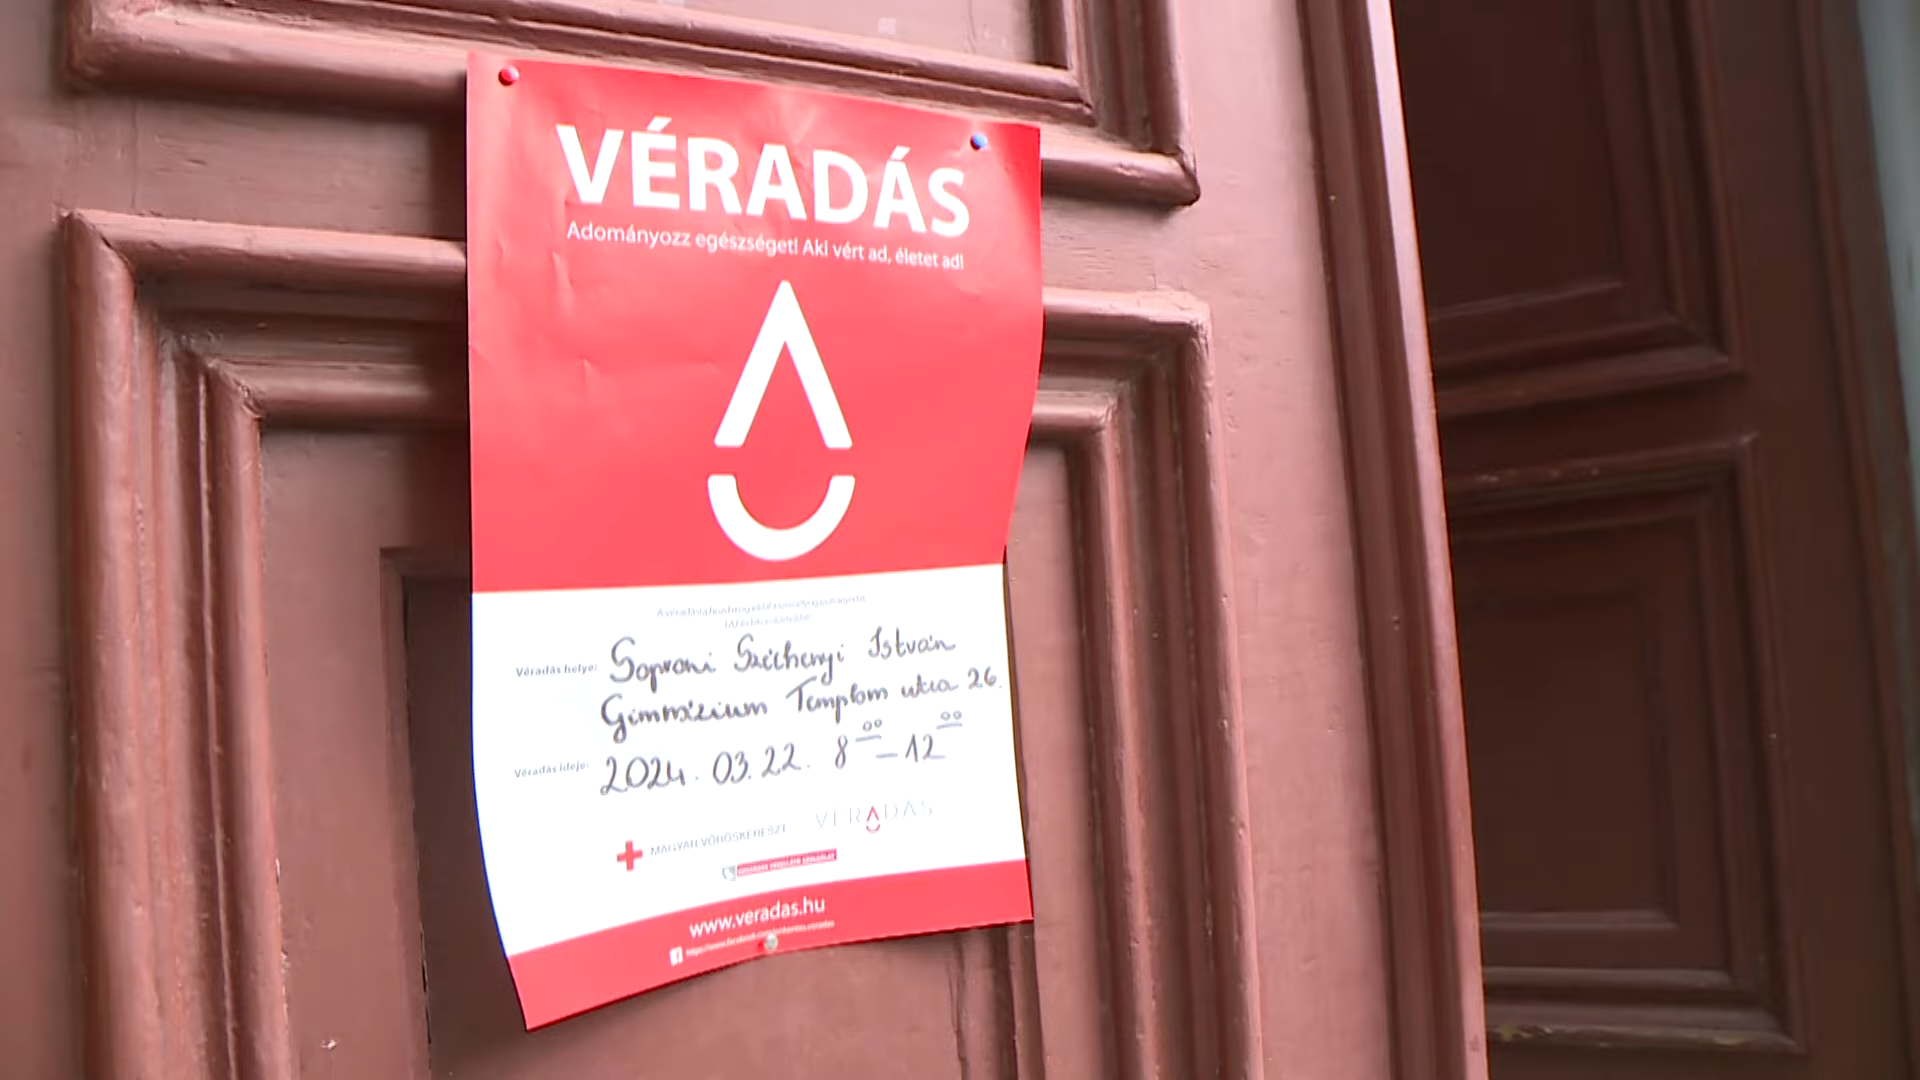 VÉRADÁS
Adományozz egészséget! Aki vért ad, életet ad!
Véradás helye: Soproni Széchenyi István
Gimnázium Templom utca 26.
Véradás ideje: 2024. 03. 22. 8⁰⁰ – 12⁰⁰
MAGYAR VÖRÖSKERESZT
VÉRADÁS
www.veradas.hu